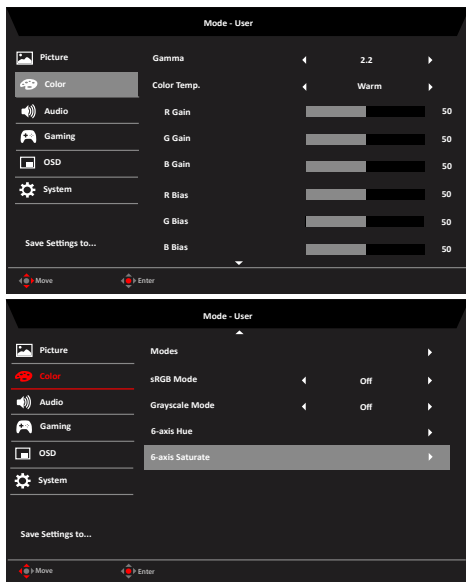 Mode - User
Picture
Gamma 2.2
Color
Color Temp. Warm
Audio
R Gain 50
Gaming
G Gain 50
OSD
B Gain 50
System
R Bias 50
G Bias 50
Save Settings to...
B Bias 50
Move Enter
Mode - User
Picture
Modes
Color
sRGB Mode Off
Audio
Grayscale Mode Off
Gaming
6-axis Hue
OSD
6-axis Saturate
System
Save Settings to...
Move Enter